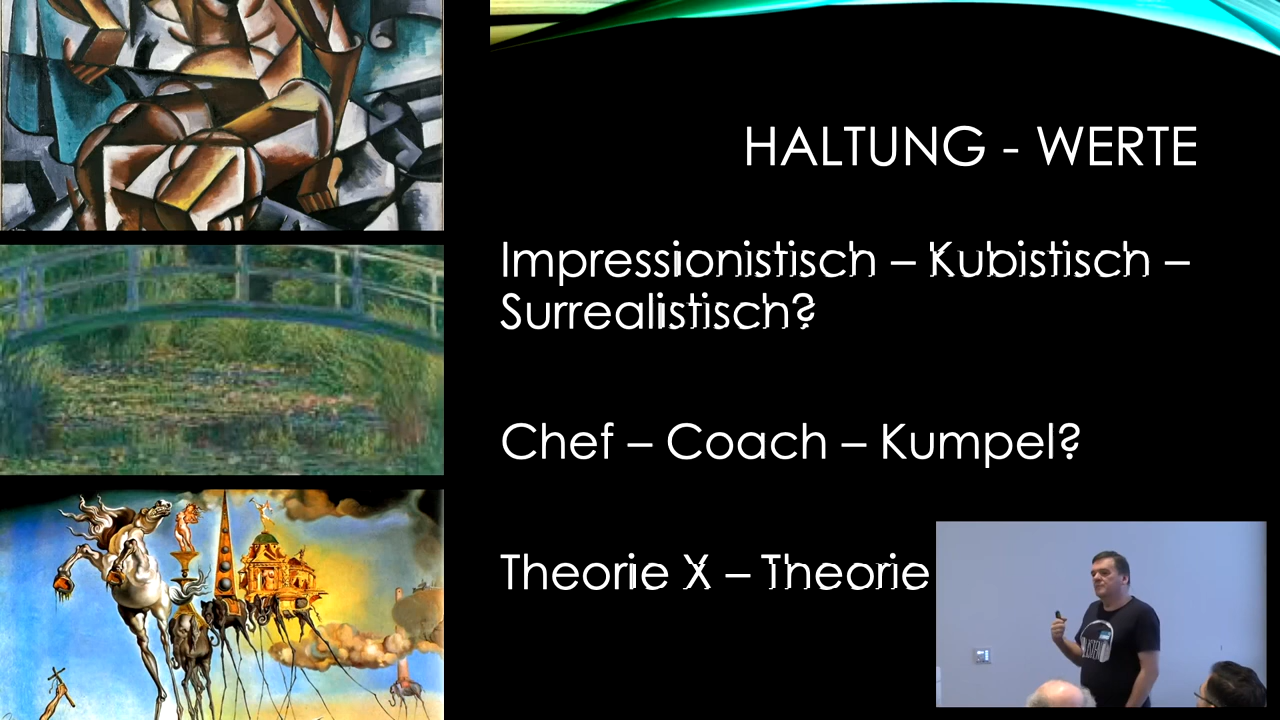 HALTUNG - WERTE
Impressionistisch – Kubistisch –
Surrealistisch?
Chef – Coach – Kumpel?
Theorie X – Theorie